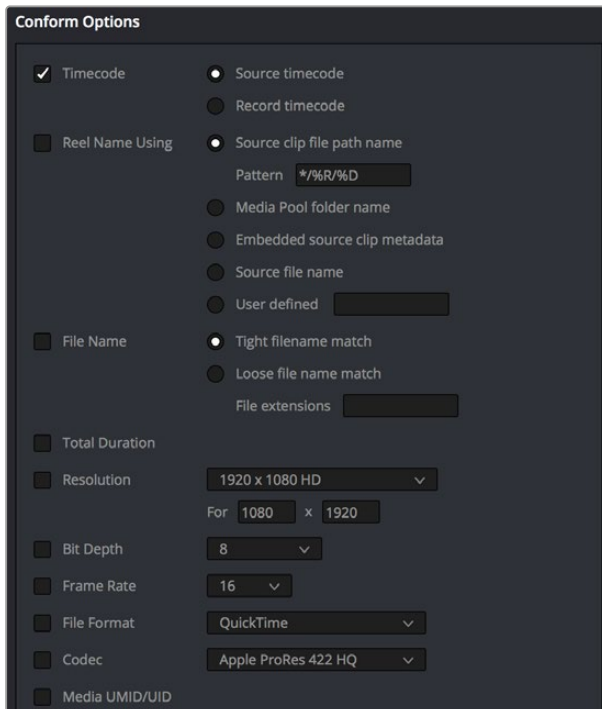 Conform Options
Timecode Source timecode
Record timecode
Reel Name Using Source clip file path name
Pattern */%R/%D
Media Pool folder name
Embedded source clip metadata
Source file name
User defined
File Name Tight filename match
Loose file name match
File extensions
Total Duration
Resolution 1920 x 1080 HD
For 1080 x 1920
Bit Depth 8
Frame Rate 16
File Format QuickTime
Codec Apple ProRes 422 HQ
Media UMID/UID